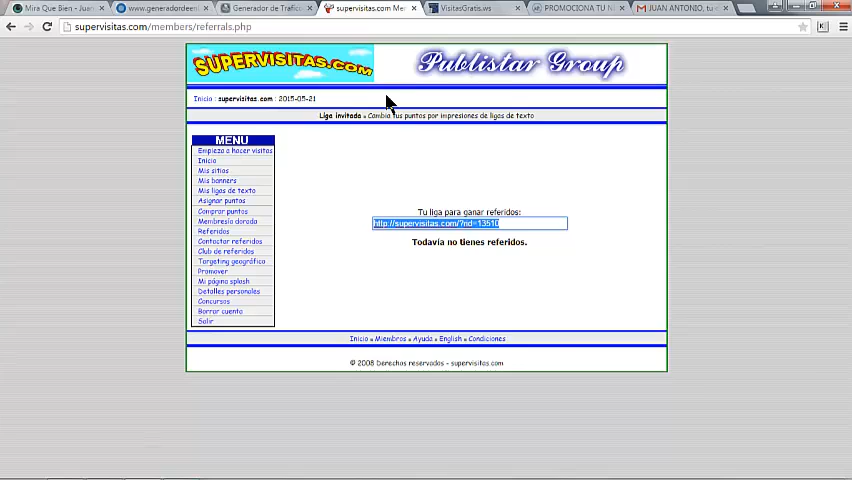 Mira Que Bien - Juan
www.generadordeen
Generador de Tráfic
supervisitas.com Me
VisitasGratis.ws
PROMOCIONA TU N
JUAN ANTONIO, tu c
supervisitas.com/members/referrals.php
SUPERVISITAS.COM
Publistar Group
Inicio : supervisitas.com : 2015-05-21
Liga invitada » Cambia tus puntos por impresiones de ligas de texto
MENU
Empieza a hacer visitas
Inicio
Mis sitios
Mis banners
Mis ligas de texto
Asignar puntos
Comprar puntos
Membresía dorada
Referidos
Contactar referidos
Club de referidos
Targeting geográfico
Promover
Mi página splash
Detalles personales
Concursos
Borrar cuenta
Salir
Tu liga para ganar referidos:
http://supervisitas.com/?rid=13510
Todavía no tienes referidos.
Inicio » Miembros » Ayuda » English » Condiciones
© 2008 Derechos reservados - supervisitas.com